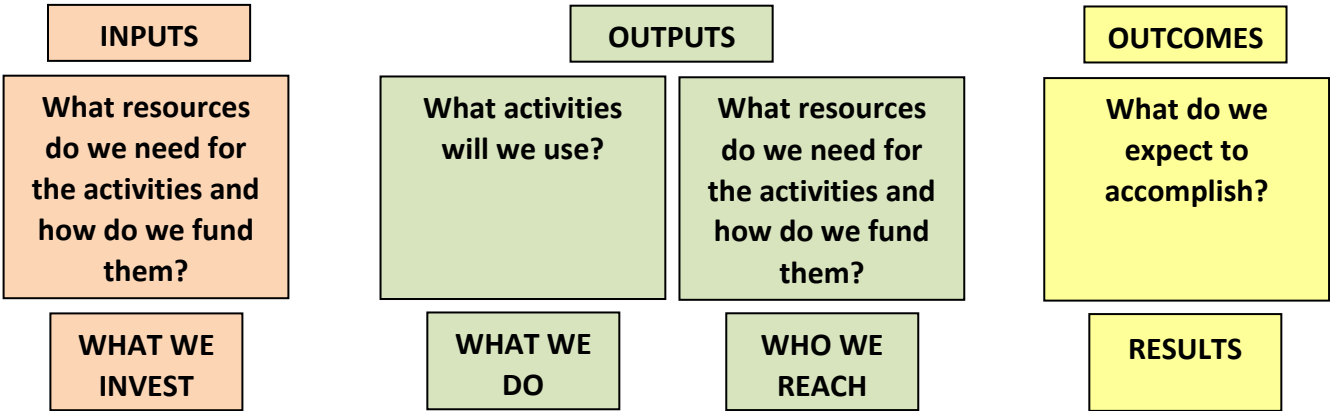 INPUTS
OUTPUTS
OUTCOMES
What resources
do we need for
the activities and
how do we fund
them?
What activities
will we use?
What resources
do we need for
the activities and
how do we fund
them?
What do we
expect to
accomplish?
WHAT WE
INVEST
WHAT WE
DO
WHO WE
REACH
RESULTS